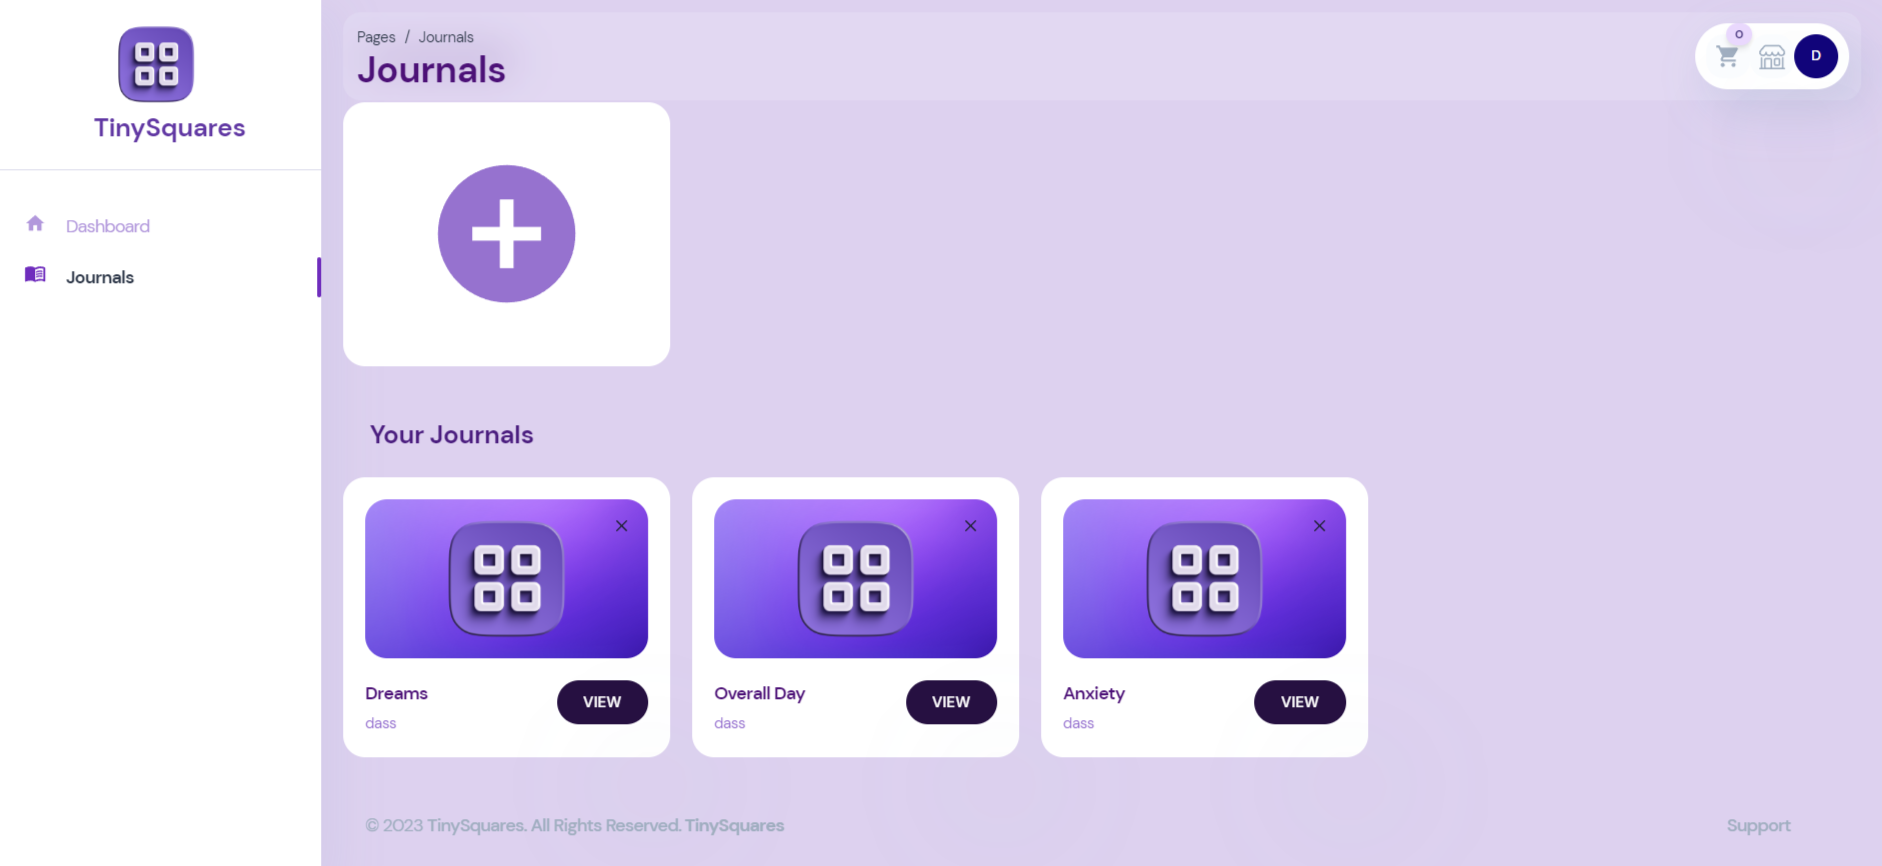 TinySquares
Dashboard
Journals
Pages / Journals
Journals
0
D
Your Journals
Dreams
dass
VIEW
Overall Day
dass
VIEW
Anxiety
dass
VIEW
© 2023 TinySquares. All Rights Reserved. TinySquares
Support